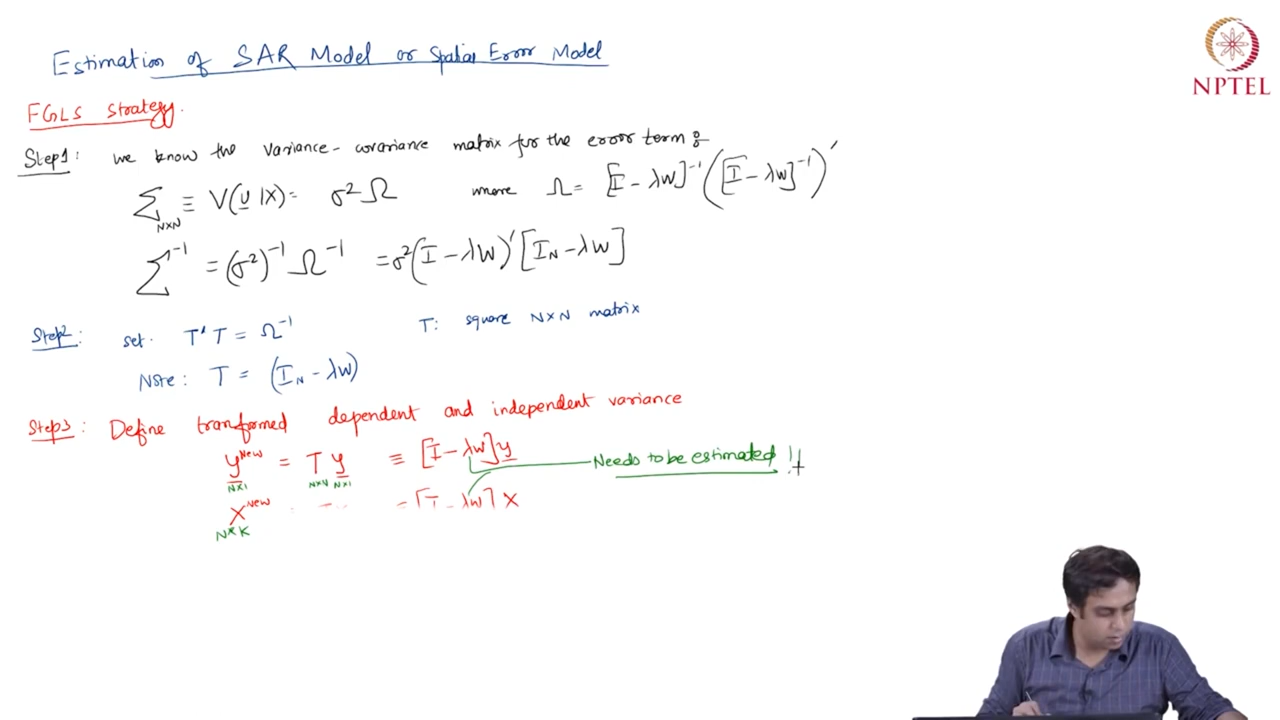 Estimation of SAR Model or Spatial Error Model
NPTEL
FGLS Strategy.
Step1: we know the variance-covariance matrix for the error term:
Σ_{N×N} ≡ V(u|X) = σ²Ω where Ω = [I - λW]⁻¹([I - λW]⁻¹)′
Σ⁻¹ = (σ²)⁻¹ Ω⁻¹ = σ²(I - λW)′[I_N - λW]
Step2: set. T′T = Ω⁻¹ T: square N×N matrix
Note: T = (I_N - λW)
Step3: Define transformed dependent and independent variance
y^{New} = T y ≡ [I - λW]y Needs to be estimated !!
N×1 N×N N×1
X^{New} = [I - λW] X
N×K